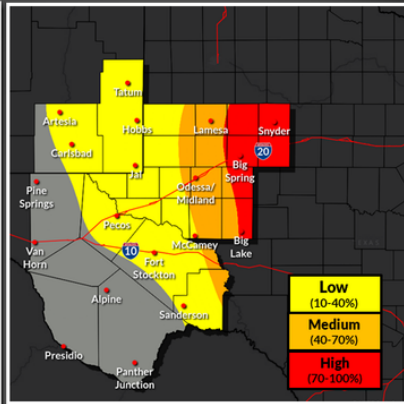 Tatum
Artesia
Hobbs
Lamesa
Snyder
Carlsbad
20
Jal
Big
Spring
Pine
Springs
Odessa/
Midland
Pecos
McCamey
Big
Lake
Van
Horn
10
Fort
Stockton
Alpine
Sanderson
Presidio
Panther
Junction
Low
(10-40%)
Medium
(40-70%)
High
(70-100%)